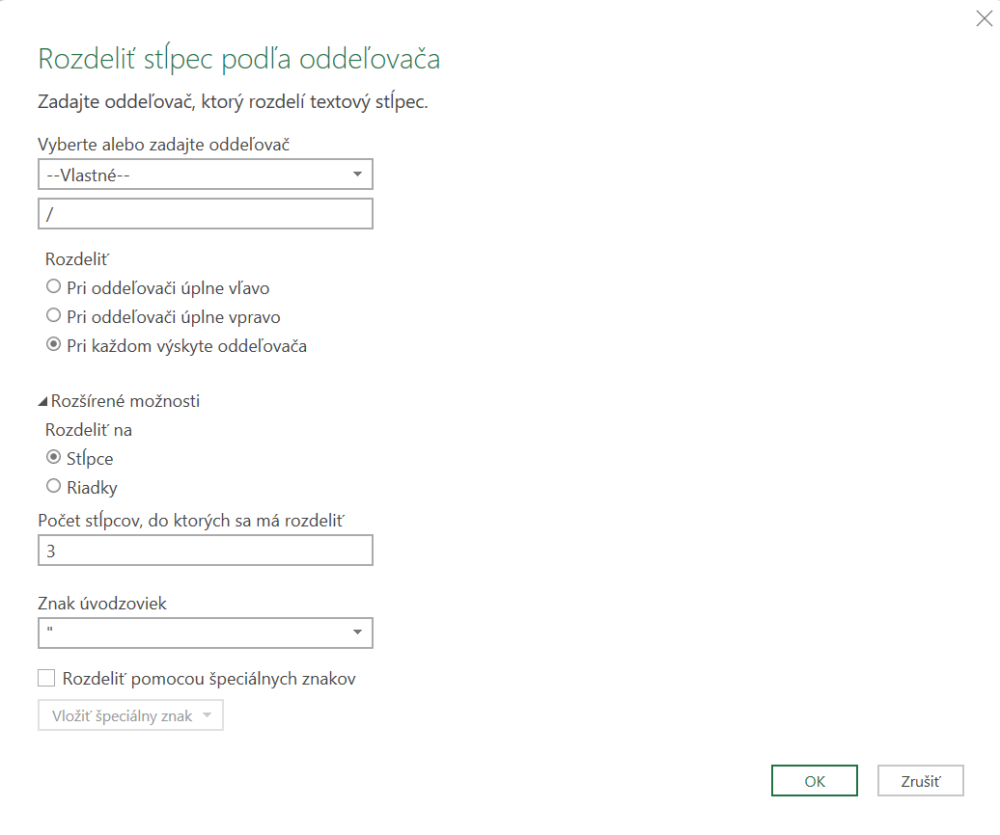 Rozdeliť stĺpec podľa oddeľovača
Zadajte oddeľovač, ktorý rozdelí textový stĺpec.
Vyberte alebo zadajte oddeľovač
--Vlastné--
/
Rozdeliť
Pri oddeľovači úplne vľavo
Pri oddeľovači úplne vpravo
Pri každom výskyte oddeľovača
Rozšírené možnosti
Rozdeliť na
Stĺpce
Riadky
Počet stĺpcov, do ktorých sa má rozdeliť
3
Znak úvodzoviek
"
Rozdeliť pomocou špeciálnych znakov
Vložiť špeciálny znak
OK
Zrušiť